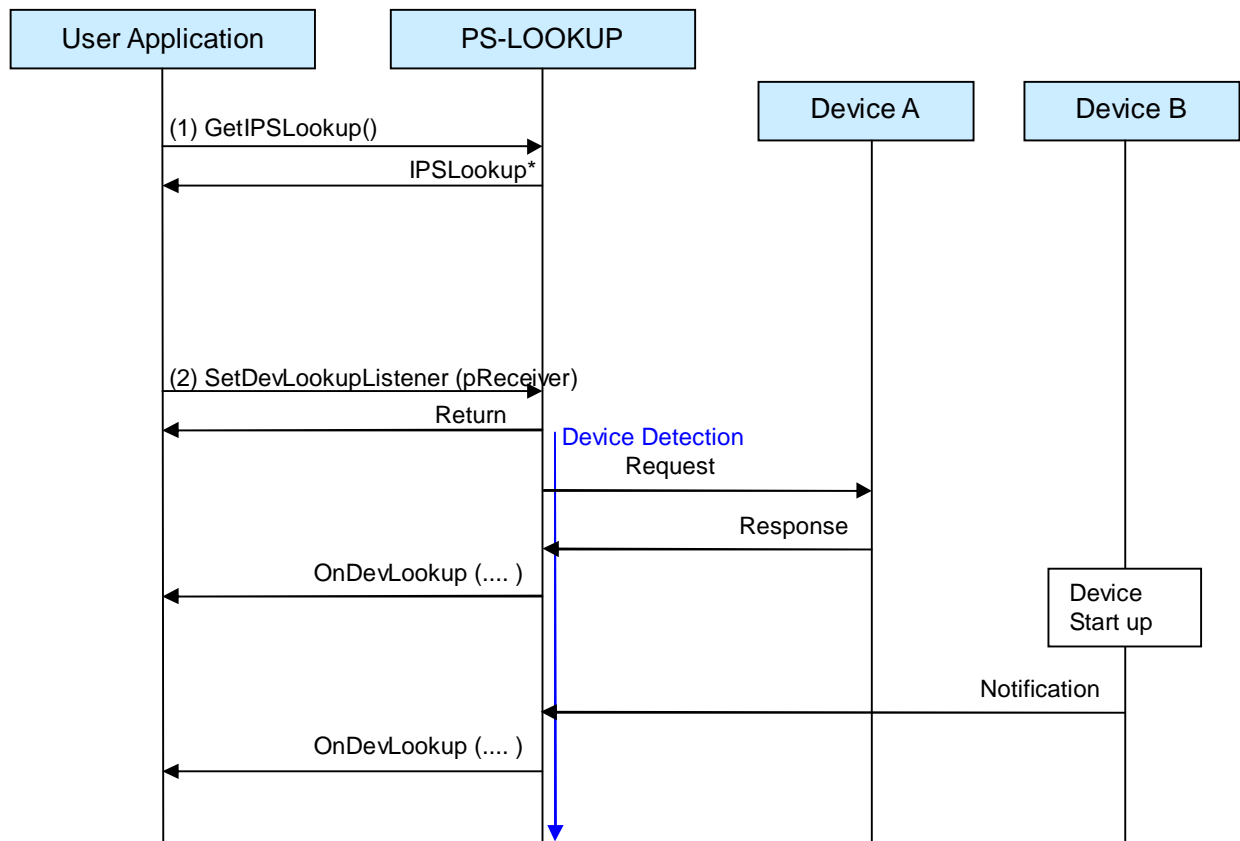 User Application
PS-LOOKUP
Device A
Device B
(1) GetIPSLookup()
IPSLookup*
(2) SetDevLookupListener (pReceiver)
Return
Device Detection
Request
Response
OnDevLookup (.... )
Device
Start up
Notification
OnDevLookup (.... )